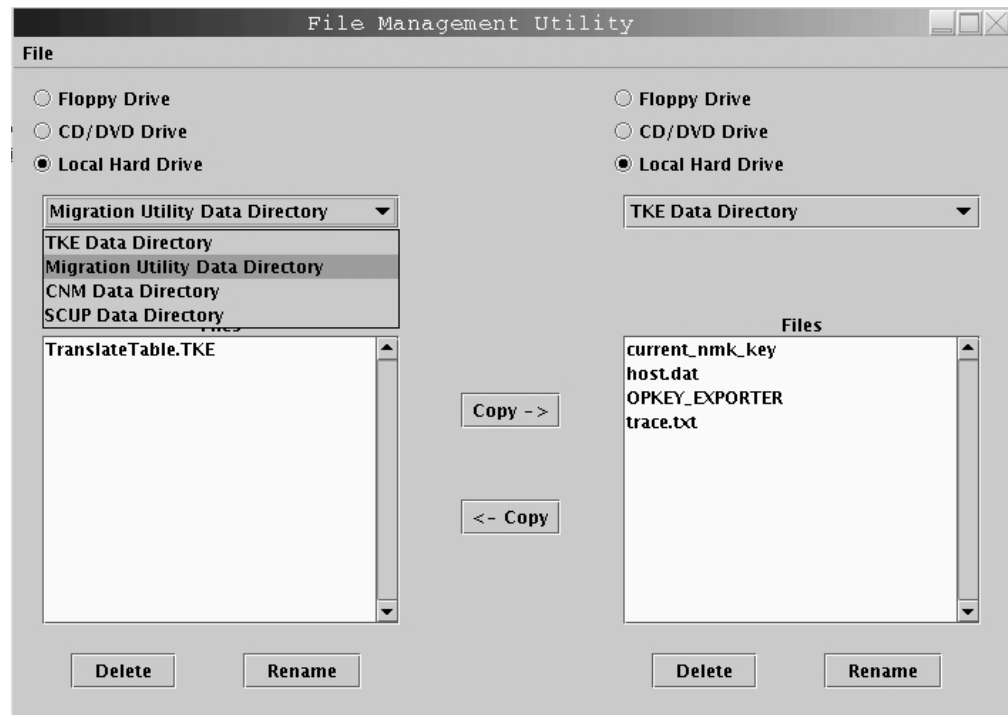 File Management Utility
File
Floppy Drive
CD/DVD Drive
Local Hard Drive
Migration Utility Data Directory
TKE Data Directory
Migration Utility Data Directory
CNM Data Directory
SCUP Data Directory
TranslateTable.TKE
Delete
Rename
Copy ->
<- Copy
Floppy Drive
CD/DVD Drive
Local Hard Drive
TKE Data Directory
Files
current_nmk_key
host.dat
OPKEY_EXPORTER
trace.txt
Delete
Rename